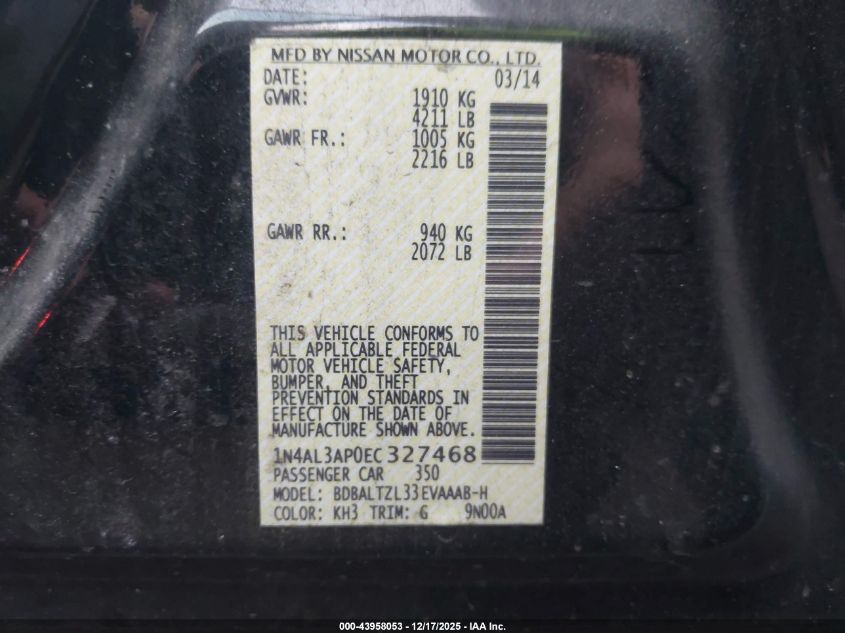 MFD BY NISSAN MOTOR CO., LTD.
DATE: 03/14
GVWR: 1910 KG
4211 LB
GAWR FR.: 1005 KG
2216 LB
GAWR RR.: 940 KG
2072 LB
THIS VEHICLE CONFORMS TO
ALL APPLICABLE FEDERAL
MOTOR VEHICLE SAFETY,
BUMPER, AND THEFT
PREVENTION STANDARDS IN
EFFECT ON THE DATE OF
MANUFACTURE SHOWN ABOVE.
1N4AL3AP0EC327468
PASSENGER CAR 350
MODEL: BDBALTZL33EVAAAB-H
COLOR: KH3 TRIM: G 9N00A
000-43958053 - 12/17/2025 - IAA Inc.